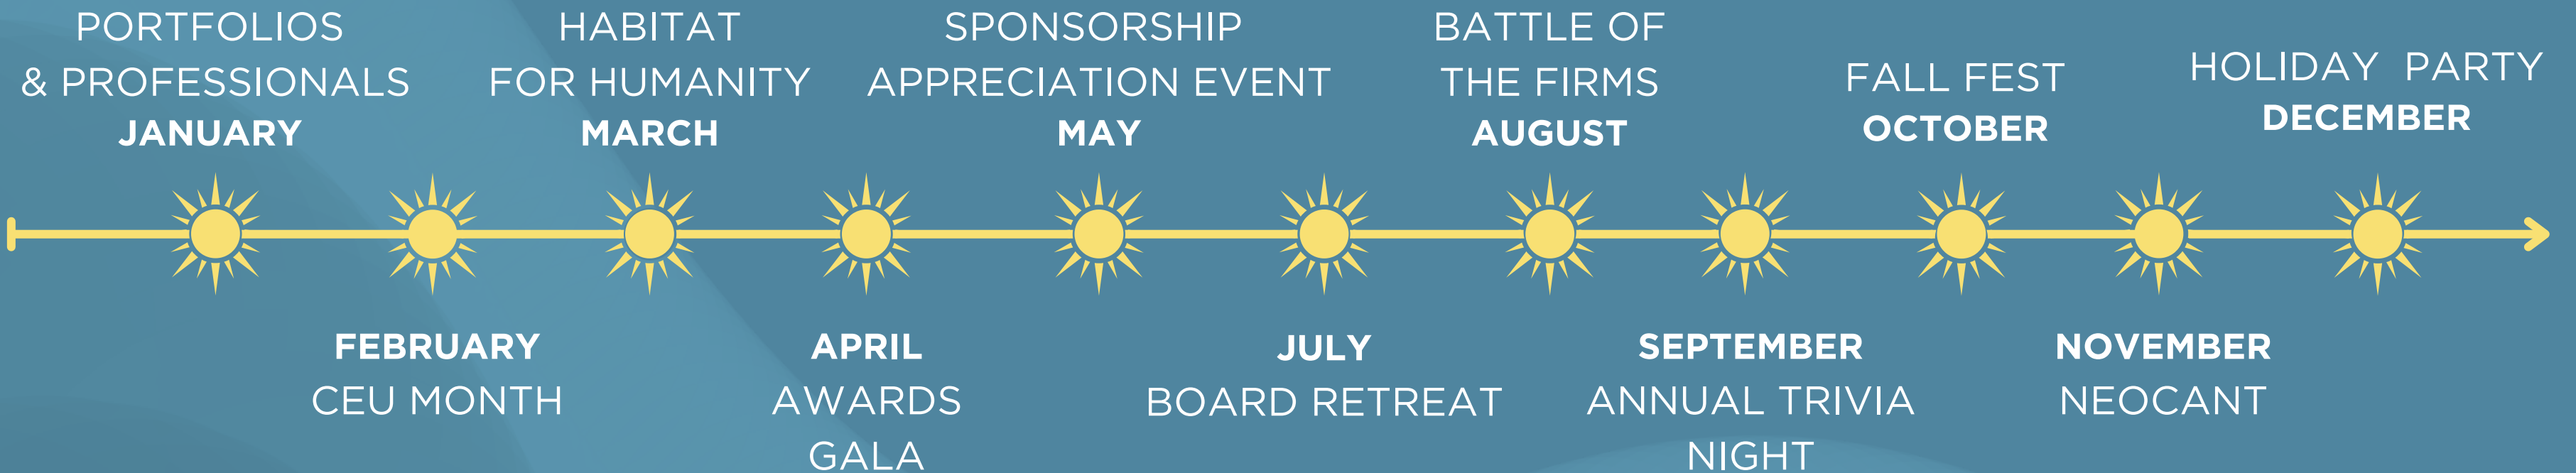 PORTFOLIOS
& PROFESSIONALS
JANUARY
FEBRUARY
CEU MONTH
HABITAT
FOR HUMANITY
MARCH
APRIL
AWARDS
GALA
SPONSORSHIP
APPRECIATION EVENT
MAY
JULY
BOARD RETREAT
BATTLE OF
THE FIRMS
AUGUST
SEPTEMBER
ANNUAL TRIVIA
NIGHT
FALL FEST
OCTOBER
NOVEMBER
NEOCANT
HOLIDAY PARTY
DECEMBER